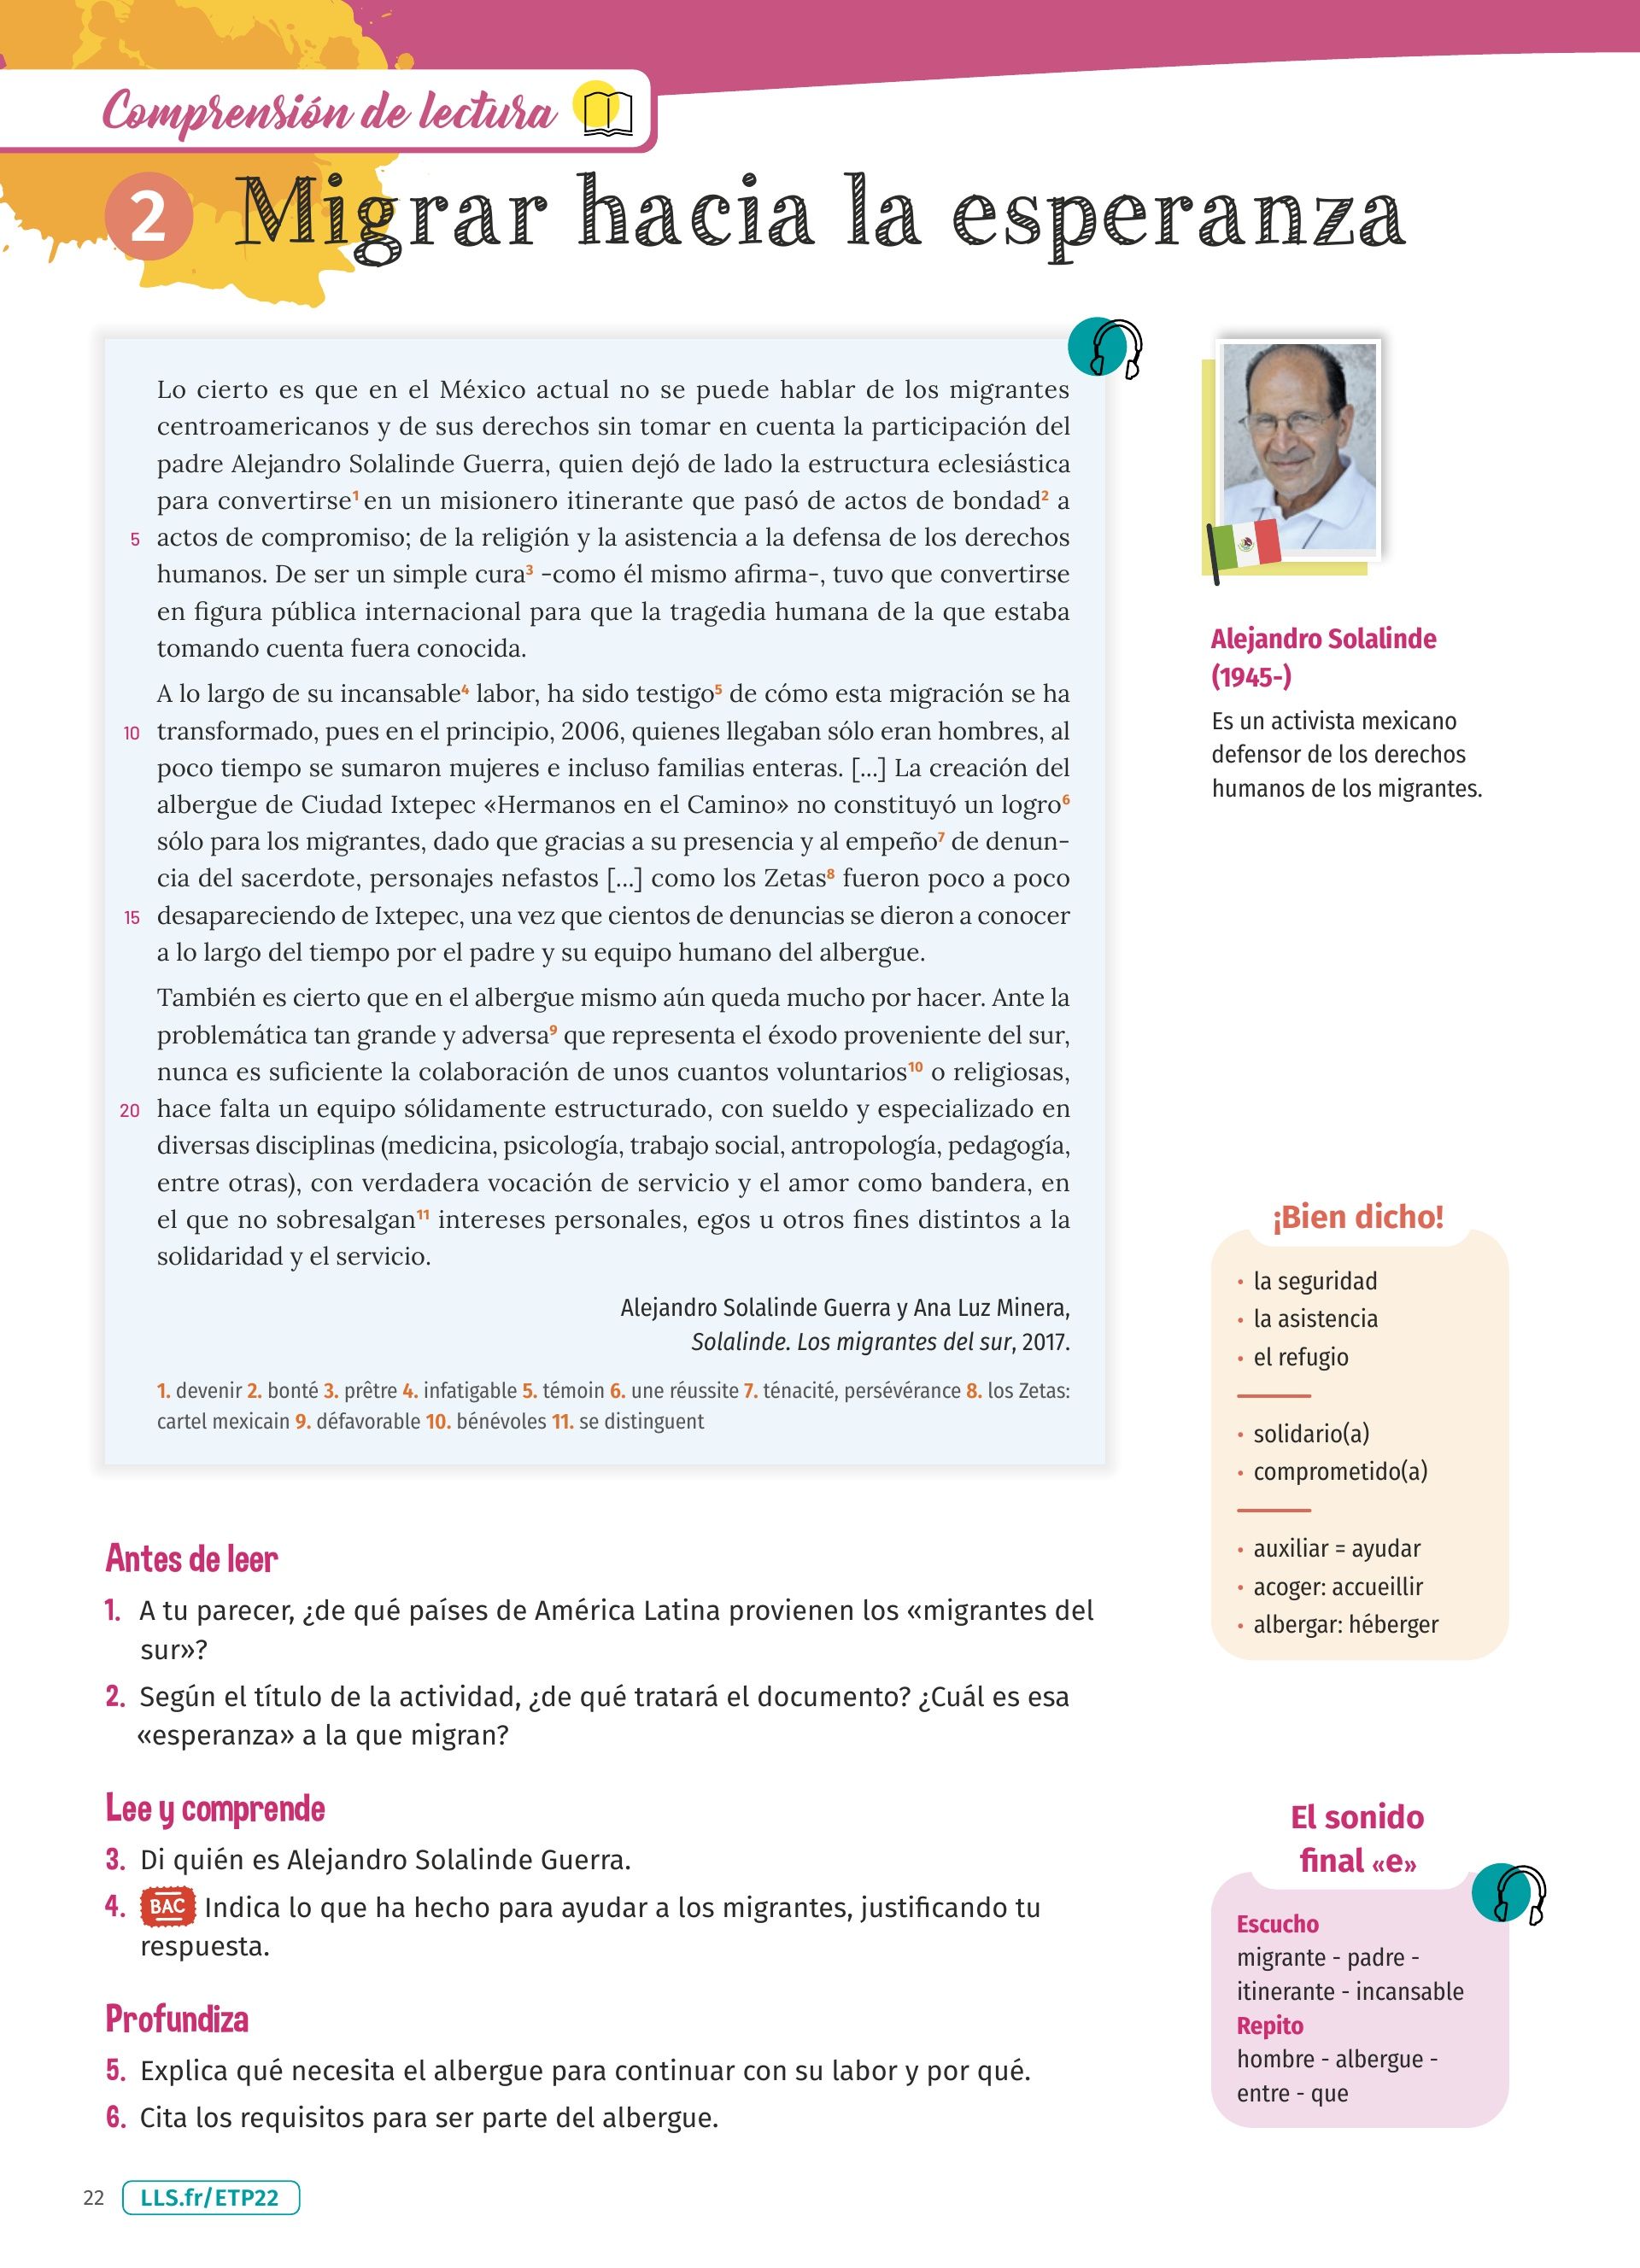 Comprensión de lectura
2 Migrar hacia la esperanza
Lo cierto es que en el México actual no se puede hablar de los migrantes
centroamericanos y de sus derechos sin tomar en cuenta la participación del
padre Alejandro Solalinde Guerra, quien dejó de lado la estructura eclesiástica
para convertirse1 en un misionero itinerante que pasó de actos de bondad2 a
5 actos de compromiso; de la religión y la asistencia a la defensa de los derechos
humanos. De ser un simple cura3 -como él mismo afirma-, tuvo que convertirse
en figura pública internacional para que la tragedia humana de la que estaba
tomando cuenta fuera conocida.
A lo largo de su incansable4 labor, ha sido testigo5 de cómo esta migración se ha
10 transformado, pues en el principio, 2006, quienes llegaban sólo eran hombres, al
poco tiempo se sumaron mujeres e incluso familias enteras. [...] La creación del
albergue de Ciudad Ixtepec «Hermanos en el Camino» no constituyó un logro6
sólo para los migrantes, dado que gracias a su presencia y al empeño7 de denun-
cia del sacerdote, personajes nefastos [...] como los Zetas8 fueron poco a poco
15 desapareciendo de Ixtepec, una vez que cientos de denuncias se dieron a conocer
a lo largo del tiempo por el padre y su equipo humano del albergue.
También es cierto que en el albergue mismo aún queda mucho por hacer. Ante la
problemática tan grande y adversa9 que representa el éxodo proveniente del sur,
nunca es suficiente la colaboración de unos cuantos voluntarios10 o religiosas,
20 hace falta un equipo sólidamente estructurado, con sueldo y especializado en
diversas disciplinas (medicina, psicología, trabajo social, antropología, pedagogía,
entre otras), con verdadera vocación de servicio y el amor como bandera, en
el que no sobresalgan11 intereses personales, egos u otros fines distintos a la
solidaridad y el servicio.
Alejandro Solalinde Guerra y Ana Luz Minera,
Solalinde. Los migrantes del sur, 2017.
1. devenir 2. bonté 3. prêtre 4. infatigable 5. témoin 6. une réussite 7. ténacité, persévérance 8. los Zetas:
cartel mexicain 9. défavorable 10. bénévoles 11. se distinguent
Alejandro Solalinde
(1945-)
Es un activista mexicano
defensor de los derechos
humanos de los migrantes.
¡Bien dicho!
• la seguridad
• la asistencia
• el refugio
• solidario(a)
• comprometido(a)
• auxiliar = ayudar
• acoger: accueillir
• albergar: héberger
Antes de leer
1. A tu parecer, ¿de qué países de América Latina provienen los «migrantes del
sur»?
2. Según el título de la actividad, ¿de qué tratará el documento? ¿Cuál es esa
«esperanza» a la que migran?
Lee y comprende
3. Di quién es Alejandro Solalinde Guerra.
4. BAC Indica lo que ha hecho para ayudar a los migrantes, justificando tu
respuesta.
Profundiza
5. Explica qué necesita el albergue para continuar con su labor y por qué.
6. Cita los requisitos para ser parte del albergue.
El sonido
final «e»
Escucho
migrante - padre -
itinerante - incansable
Repito
hombre - albergue -
entre - que
22 LLS.fr/ETP22